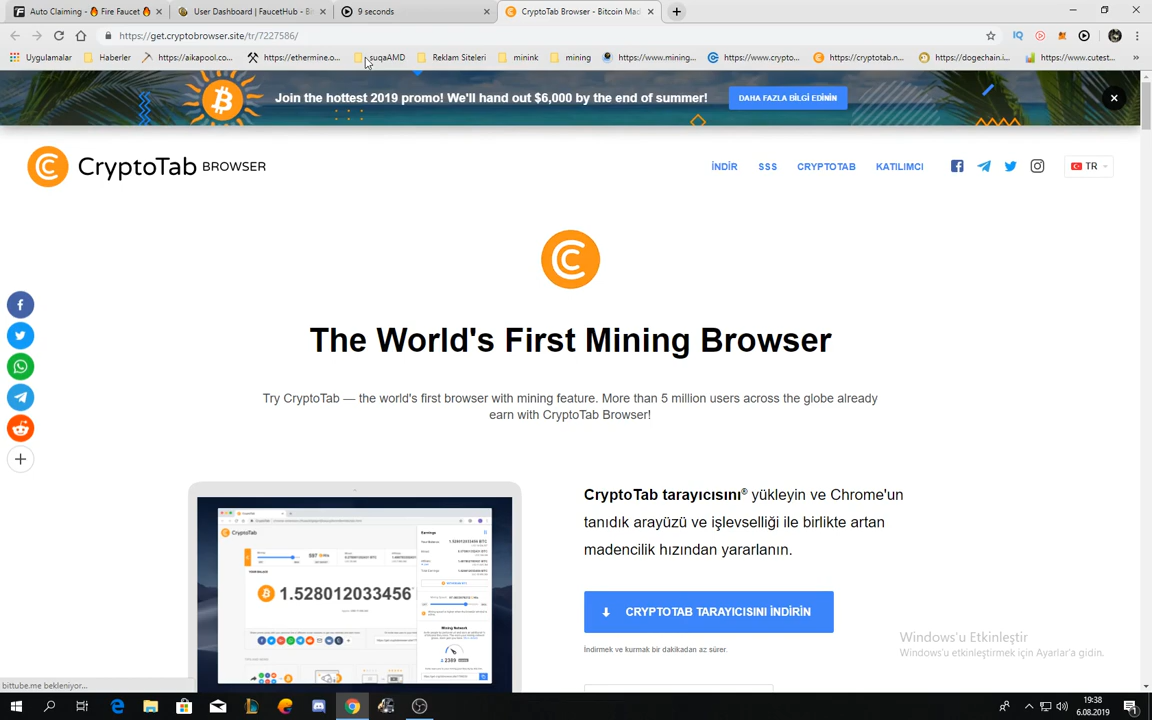 Auto Claiming - 🔥 Fire Faucet 🔥
User Dashboard | FaucetHub - Bit
9 seconds
CryptoTab Browser - Bitcoin Mad
https://get.cryptobrowser.site/tr/7227586/
Uygulamalar
Haberler
https://aikapool.c...
https://ethermine.o...
suqaAMD
Reklam Siteleri
minink
mining
https://www.mining...
https://www.crypto...
https://cryptotab.n...
https://dogechain.i...
https://www.cutest...
Join the hottest 2019 promo! We'll hand out $6,000 by the end of summer!
DAHA FAZLA BİLGİ EDİNİN
CryptoTab BROWSER
İNDİR
SSS
CRYPTOTAB
KATILIMCI
TR
The World's First Mining Browser
Try CryptoTab — the world's first browser with mining feature. More than 5 million users across the globe already
earn with CryptoTab Browser!
CryptoTab tarayıcısını® yükleyin ve Chrome'un
tanıdık arayüzü ve işlevselliği ile birlikte artan
madencilik hızından yararlanın.
CryptoTab
1.528012033456
CRYPTOTAB TARAYICISINI İNDİRİN
İndirmek ve kurmak bir dakikadan az sürer.
Windows'u Etkinleştir
Windows'u etkinleştirmek için Ayarlar'a gidin.
bittube.me bekleniyor...
19:38
6.08.2019